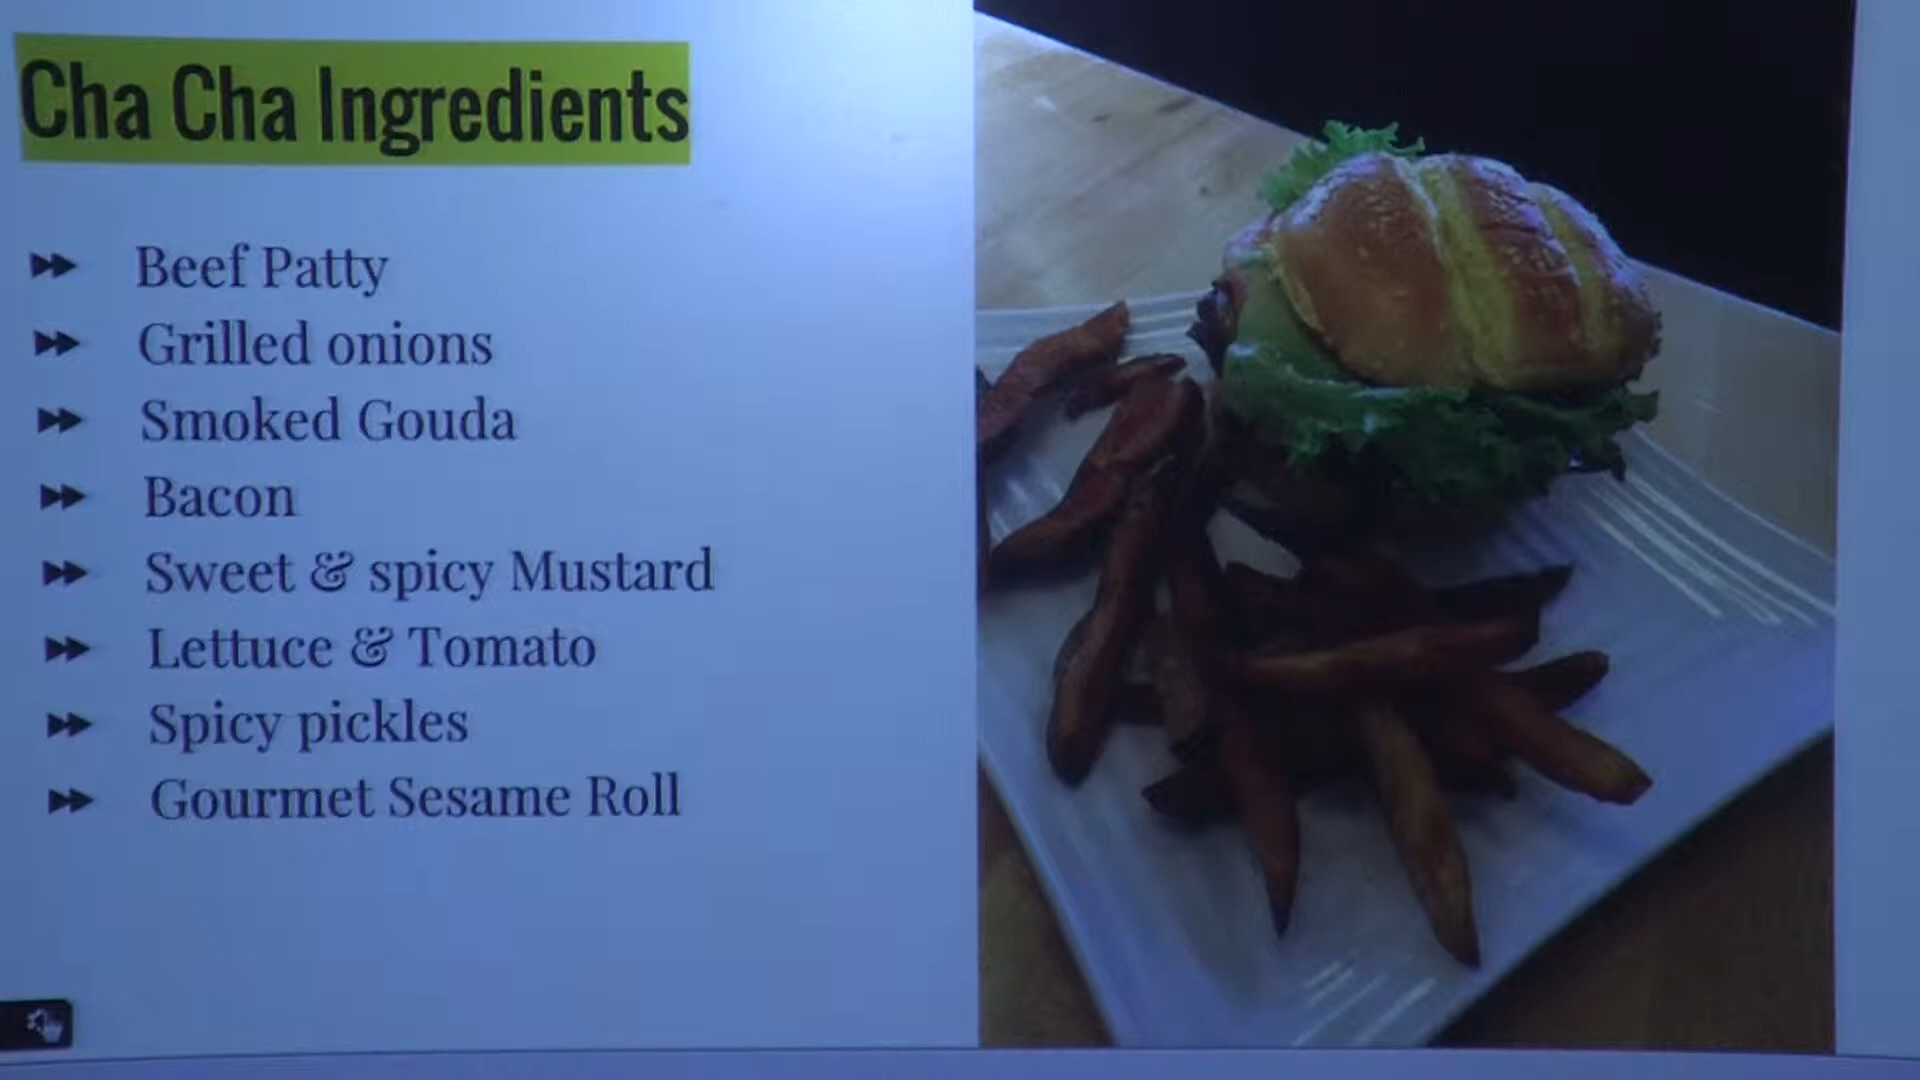 Cha Cha Ingredients
Beef Patty
Grilled onions
Smoked Gouda
Bacon
Sweet & spicy Mustard
Lettuce & Tomato
Spicy pickles
Gourmet Sesame Roll